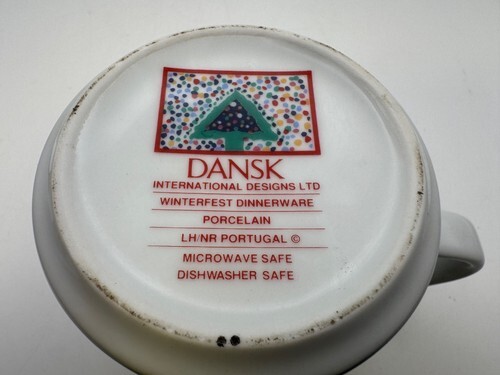 DANSK
INTERNATIONAL DESIGNS LTD
WINTERFEST DINNERWARE
PORCELAIN
LH/NR PORTUGAL ©
MICROWAVE SAFE
DISHWASHER SAFE